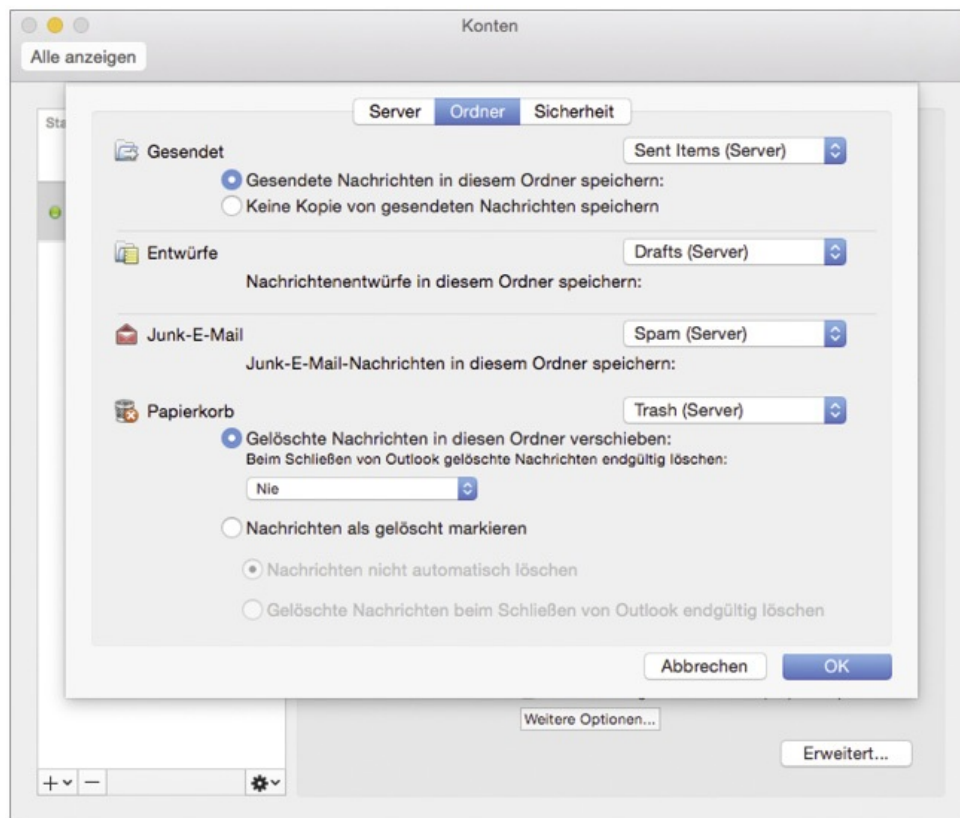 Konten
Alle anzeigen
Sta
Server Ordner Sicherheit
Gesendet Sent Items (Server)
Gesendete Nachrichten in diesem Ordner speichern:
Keine Kopie von gesendeten Nachrichten speichern
Entwürfe Drafts (Server)
Nachrichtenentwürfe in diesem Ordner speichern:
Junk-E-Mail Spam (Server)
Junk-E-Mail-Nachrichten in diesem Ordner speichern:
Papierkorb Trash (Server)
Gelöschte Nachrichten in diesen Ordner verschieben:
Beim Schließen von Outlook gelöschte Nachrichten endgültig löschen:
Nie
Nachrichten als gelöscht markieren
Nachrichten nicht automatisch löschen
Gelöschte Nachrichten beim Schließen von Outlook endgültig löschen
Abbrechen OK
Weitere Optionen...
Erweitert...